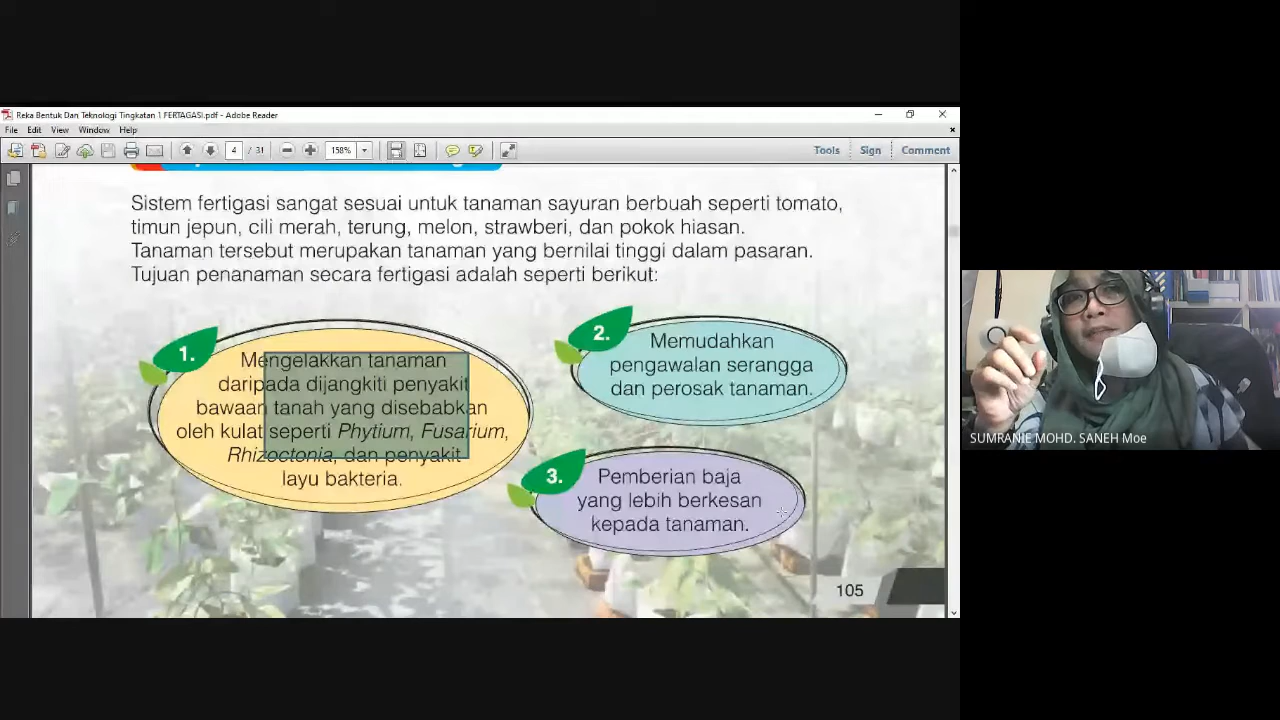 Reka Bentuk Dan Teknologi Tingkatan 1 FERTAGASI.pdf - Adobe Reader
File Edit View Window Help
4 / 31 158% Tools Sign Comment
Sistem fertigasi sangat sesuai untuk tanaman sayuran berbuah seperti tomato,
timun jepun, cili merah, terung, melon, strawberi, dan pokok hiasan.
Tanaman tersebut merupakan tanaman yang bernilai tinggi dalam pasaran.
Tujuan penanaman secara fertigasi adalah seperti berikut:
1.
Mengelakkan tanaman
daripada dijangkiti penyakit
bawaan tanah yang disebabkan
oleh kulat seperti Phytium, Fusarium,
Rhizoctonia, dan penyakit
layu bakteria.
2.
Memudahkan
pengawalan serangga
dan perosak tanaman.
3.
Pemberian baja
yang lebih berkesan
kepada tanaman.
105
SUMRANIE MOHD. SANEH Moe